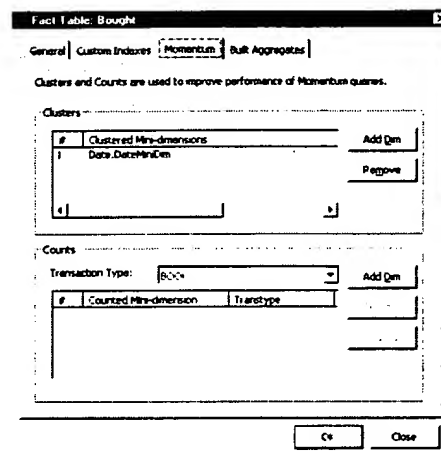 Fact Table: Bought
General Custom Indexes Momentum Built Aggregates
Clusters and Counts are used to improve performance of Momentum queries.
Clusters
# Clustered Mini-dimensions
1 Date.DateMiniDim
Add Dim
Remove
Counts
Transaction Type:
Add Dim
# Counted Mini-dimension Transtype
Ok Close